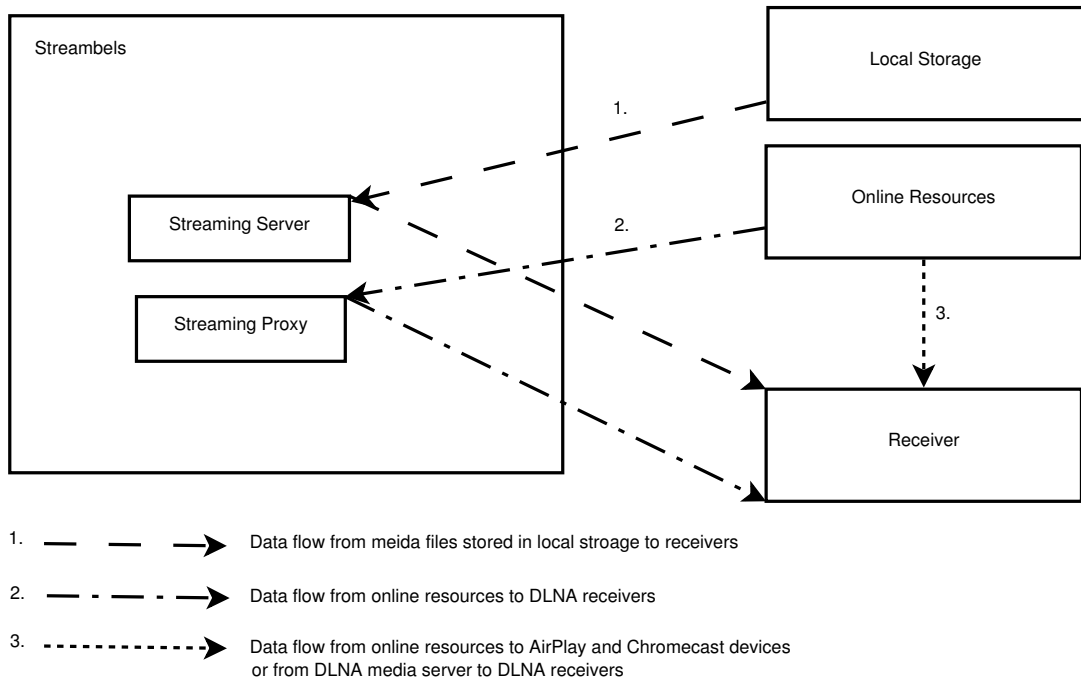 Streambels
Local Storage
1.
Online Resources
Streaming Server
2.
Streaming Proxy
3.
Receiver
1. Data flow from meida files stored in local stroage to receivers
2. Data flow from online resources to DLNA receivers
3. Data flow from online resources to AirPlay and Chromecast devices
or from DLNA media server to DLNA receivers